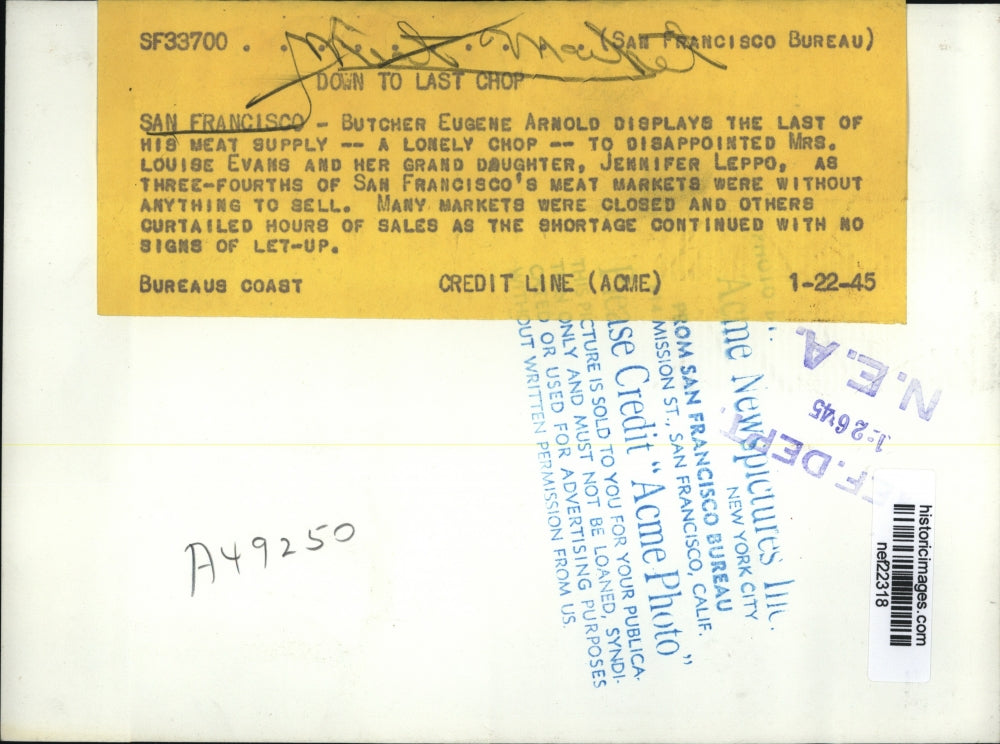 SF33700 . . . . . . . (SAN FRANCISCO BUREAU)
Meat Market
DOWN TO LAST CHOP
SAN FRANCISCO - BUTCHER EUGENE ARNOLD DISPLAYS THE LAST OF
HIS MEAT SUPPLY -- A LONELY CHOP -- TO DISAPPOINTED MRS.
LOUISE EVANS AND HER GRAND DAUGHTER, JENNIFER LEPPO, AS
THREE-FOURTHS OF SAN FRANCISCO'S MEAT MARKETS WERE WITHOUT
ANYTHING TO SELL. MANY MARKETS WERE CLOSED AND OTHERS
CURTAILED HOURS OF SALES AS THE SHORTAGE CONTINUED WITH NO
SIGNS OF LET-UP.
BUREAUS COAST CREDIT LINE (ACME) 1-22-45
Acme Newspictures Inc.
NEW YORK CITY
FROM SAN FRANCISCO BUREAU
MISSION ST., SAN FRANCISCO, CALIF.
Please Credit "Acme Photo"
PICTURE IS SOLD TO YOU FOR YOUR PUBLICA-
ONLY AND MUST NOT BE LOANED, SYNDI-
OR USED FOR ADVERTISING PURPOSES
WITHOUT WRITTEN PERMISSION FROM US.
N.E.A.
1-26'45
REF. DEPT.
A49250
historicimages.com
nef22318